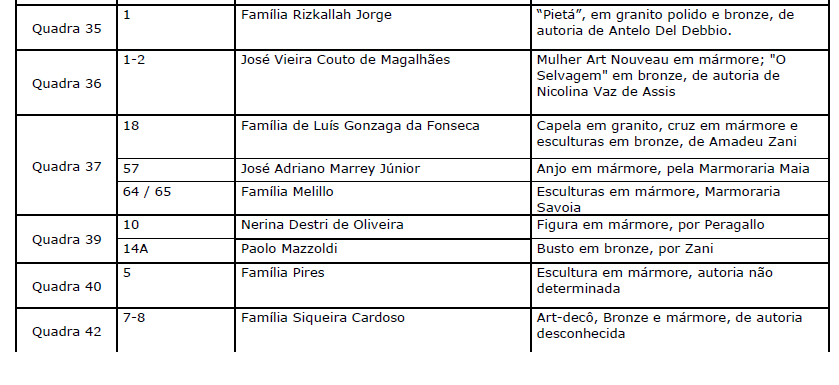 Quadra 35
1
Família Rizkallah Jorge
“Pietá”, em granito polido e bronze, de
autoria de Antelo Del Debbio.
Quadra 36
1-2
José Vieira Couto de Magalhães
Mulher Art Nouveau em mármore; "O
Selvagem" em bronze, de autoria de
Nicolina Vaz de Assis
Quadra 37
18
Família de Luís Gonzaga da Fonseca
Capela em granito, cruz em mármore e
esculturas em bronze, de Amadeu Zani
57
José Adriano Marrey Júnior
Anjo em mármore, pela Marmoraria Maia
64 / 65
Família Melillo
Esculturas em mármore, Marmoraria
Savoia
Quadra 39
10
Nerina Destri de Oliveira
Figura em mármore, por Peragallo
14A
Paolo Mazzoldi
Busto em bronze, por Zani
Quadra 40
5
Família Pires
Escultura em mármore, autoria não
determinada
Quadra 42
7-8
Família Siqueira Cardoso
Art-decô, Bronze e mármore, de autoria
desconhecida